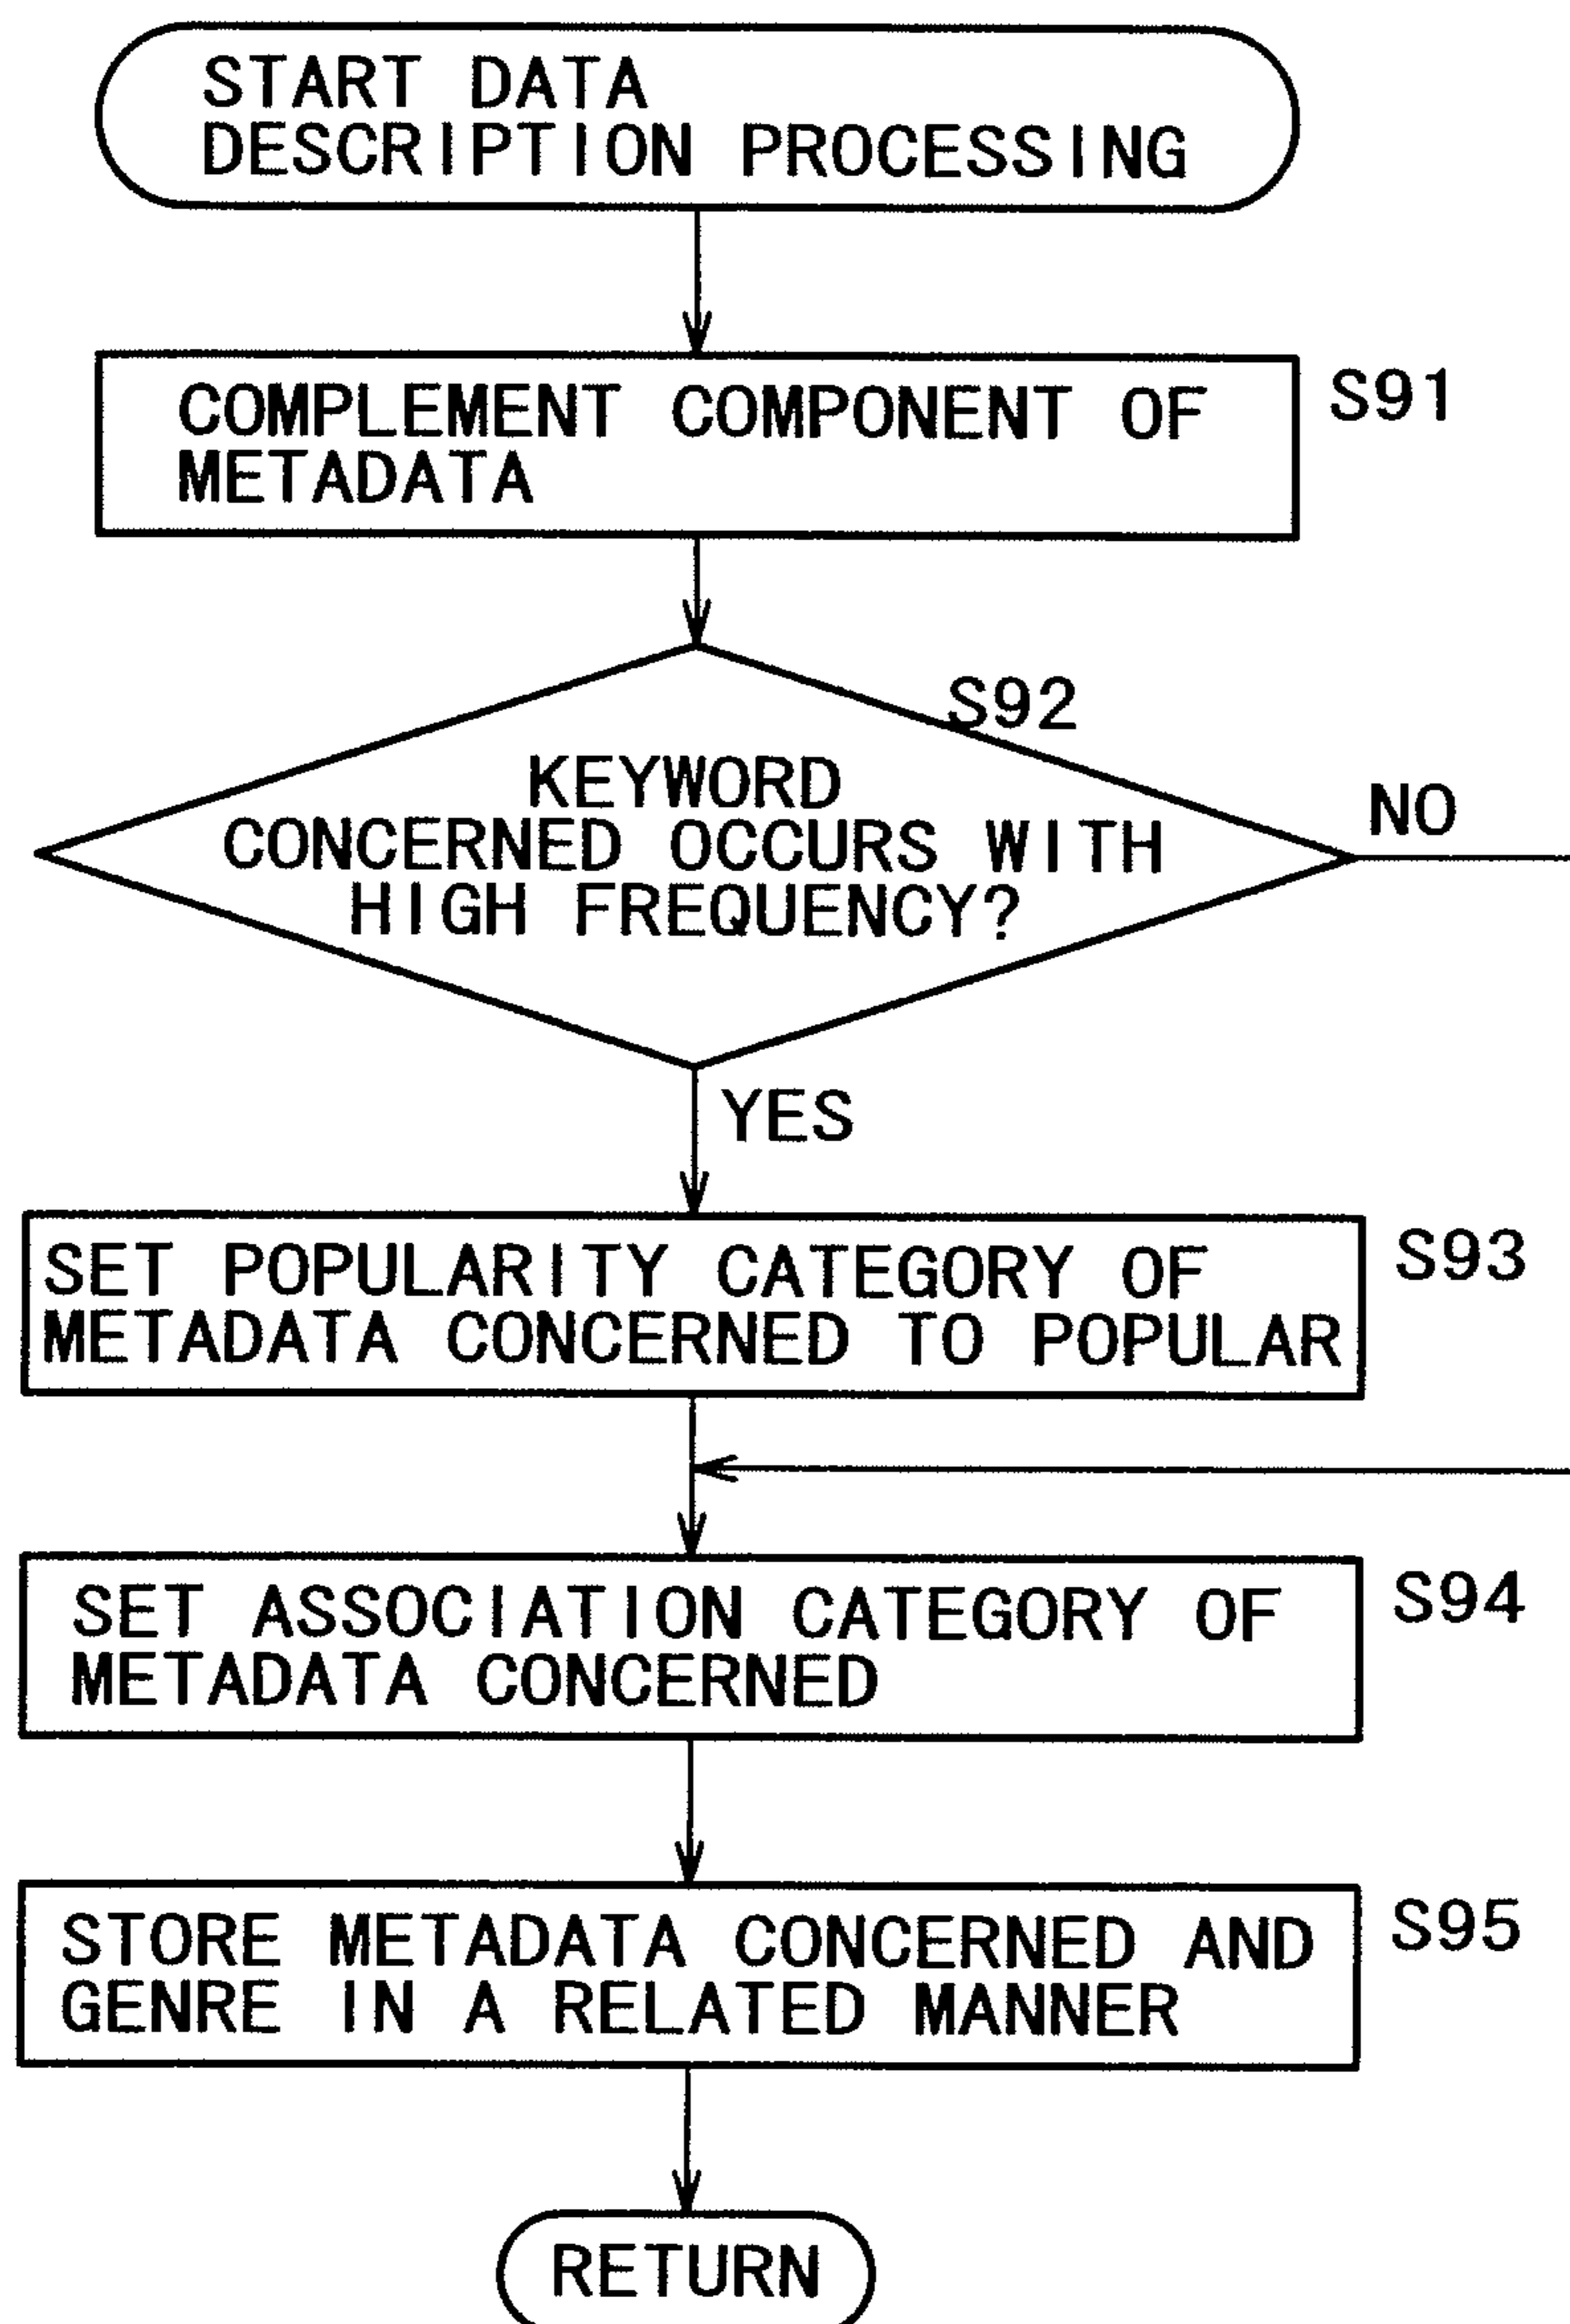 START DATA
DESCRIPTION PROCESSING
COMPLEMENT COMPONENT OF
METADATA
S91
S92
KEYWORD
CONCERNED OCCURS WITH
HIGH FREQUENCY?
NO
YES
SET POPULARITY CATEGORY OF
METADATA CONCERNED TO POPULAR
S93
SET ASSOCIATION CATEGORY OF
METADATA CONCERNED
S94
STORE METADATA CONCERNED AND
GENRE IN A RELATED MANNER
S95
RETURN